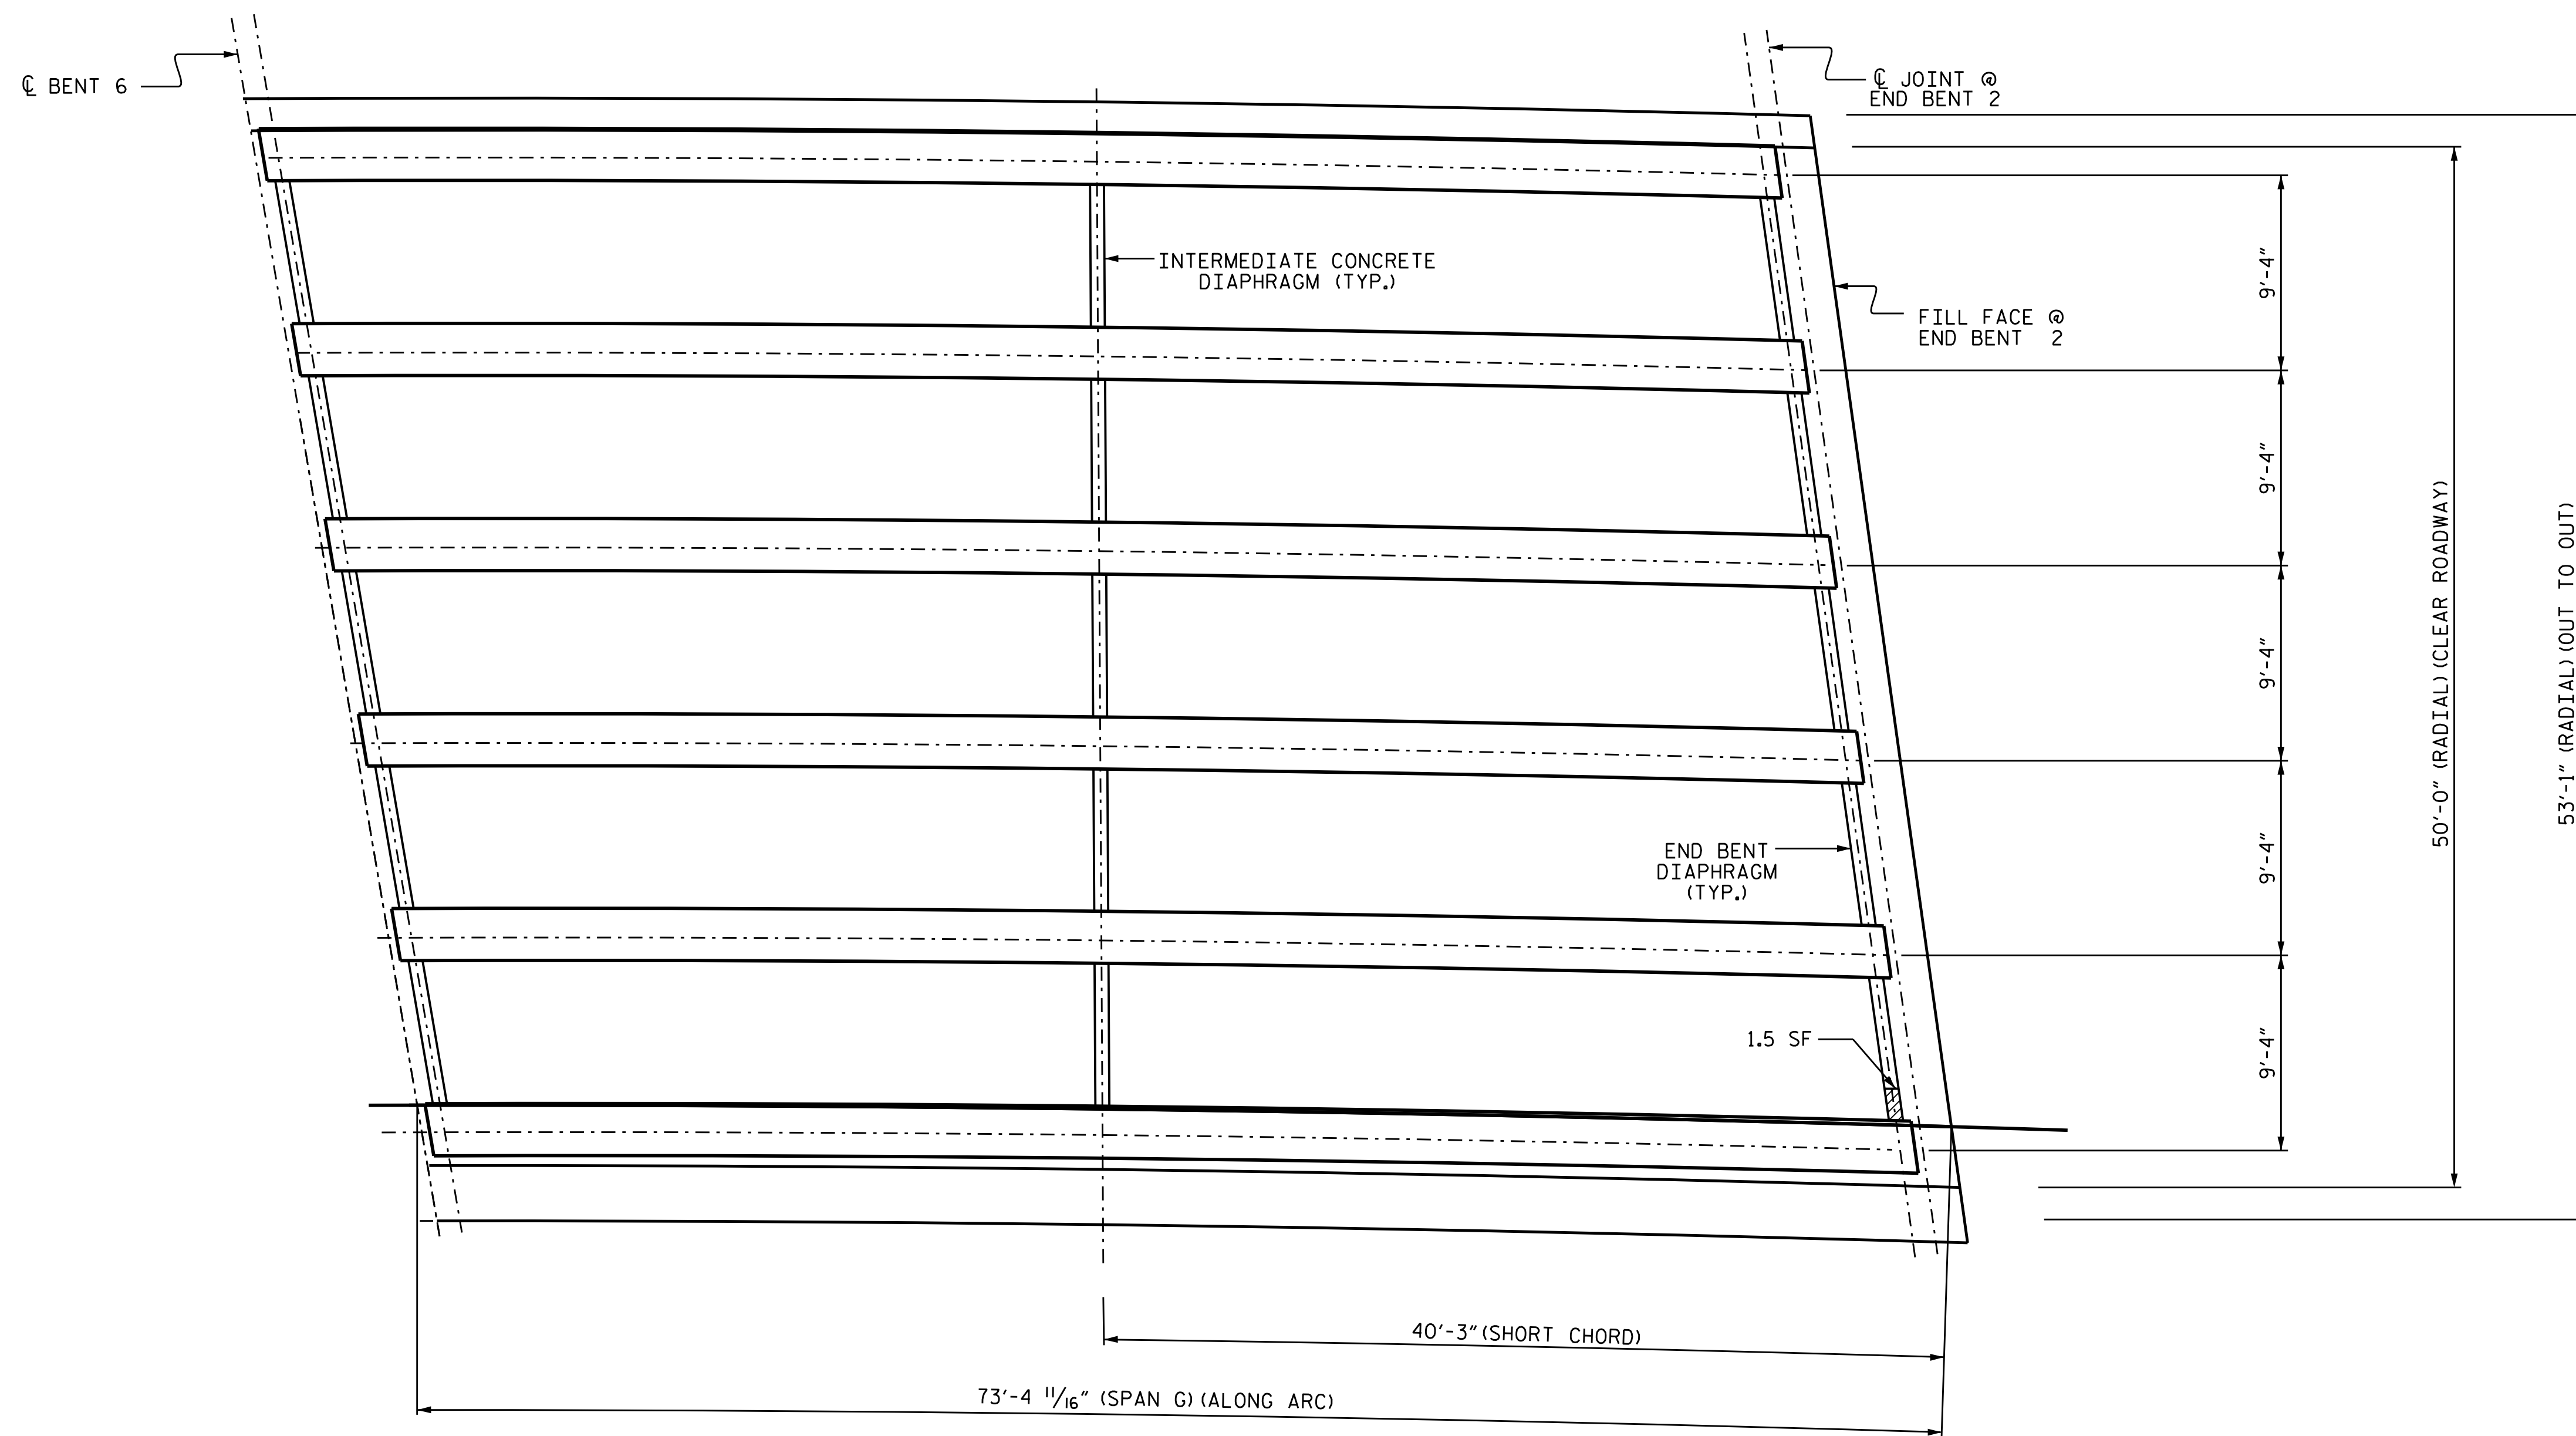 ℄ BENT 6
℄ JOINT @
END BENT 2
INTERMEDIATE CONCRETE
DIAPHRAGM (TYP.)
FILL FACE @
END BENT 2
9'-4"
9'-4"
9'-4"
9'-4"
9'-4"
50'-0" (RADIAL)(CLEAR ROADWAY)
53'-1" (RADIAL)(OUT TO OUT)
END BENT
DIAPHRAGM
(TYP.)
1.5 SF
40'-3"(SHORT CHORD)
73'-4 11/16" (SPAN G)(ALONG ARC)